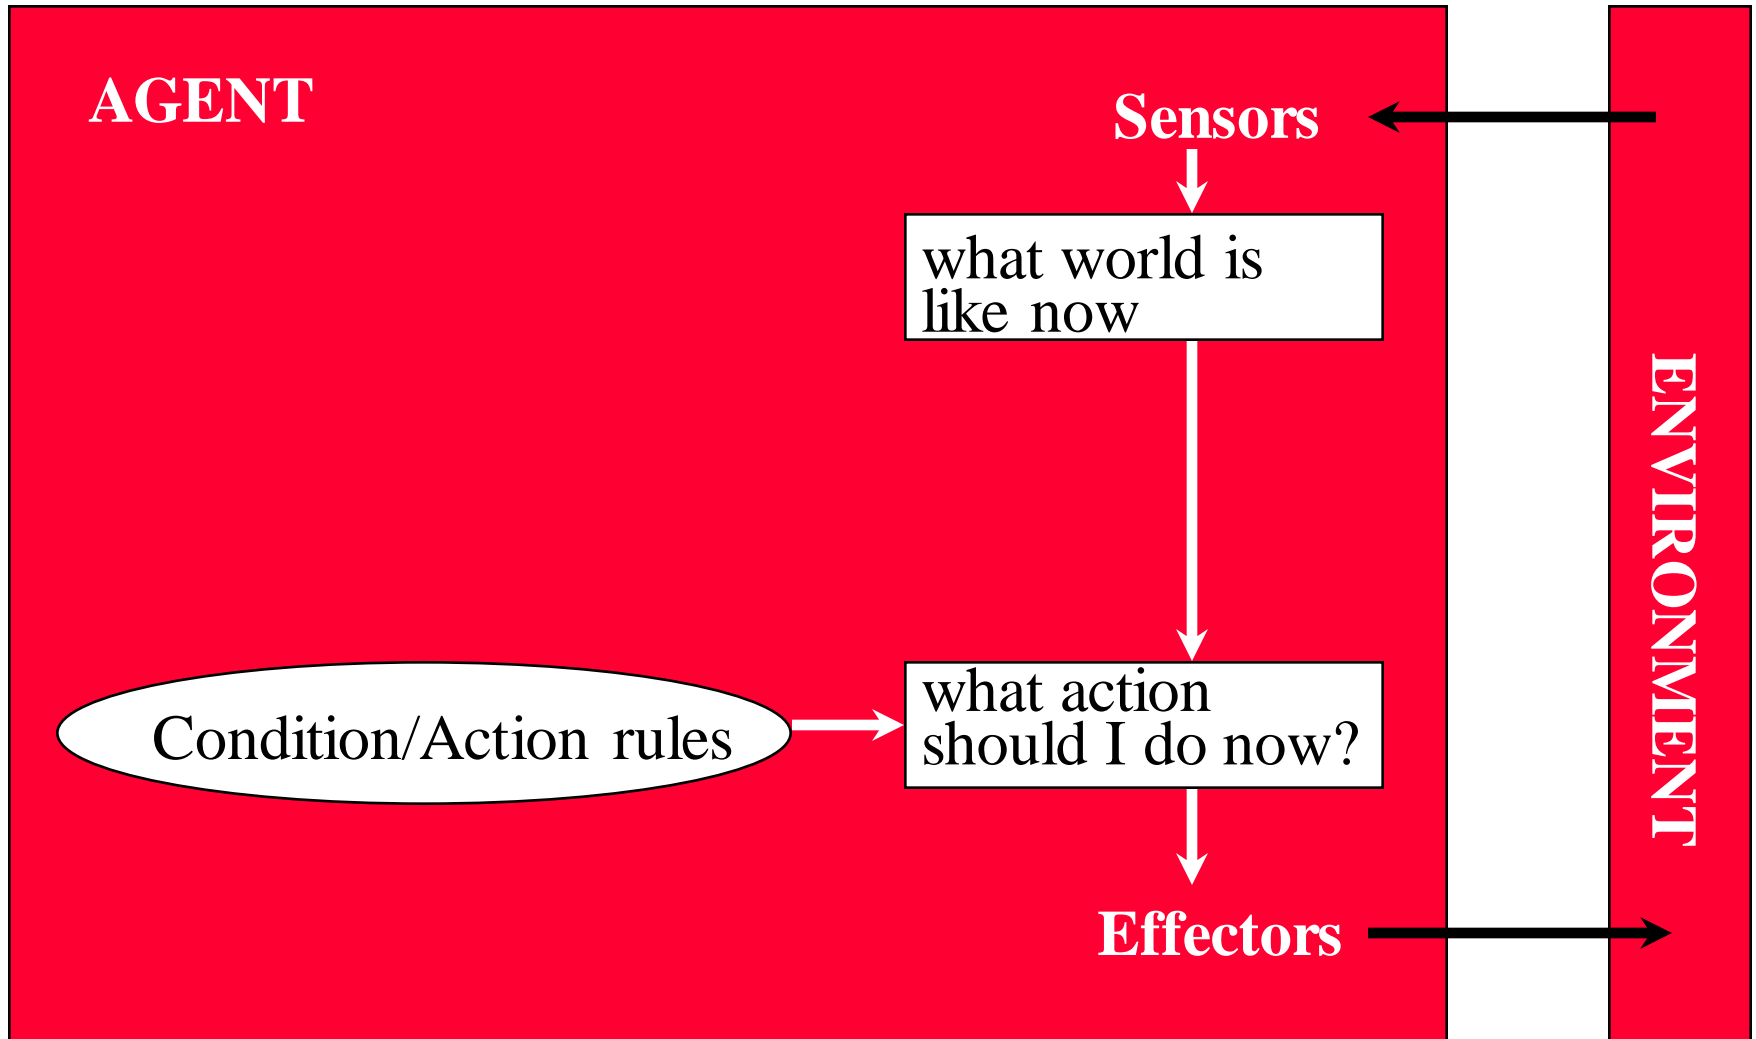 AGENT
Sensors
what world is
like now
ENVIRONMENT
Condition/Action rules
what action
should I do now?
Effectors